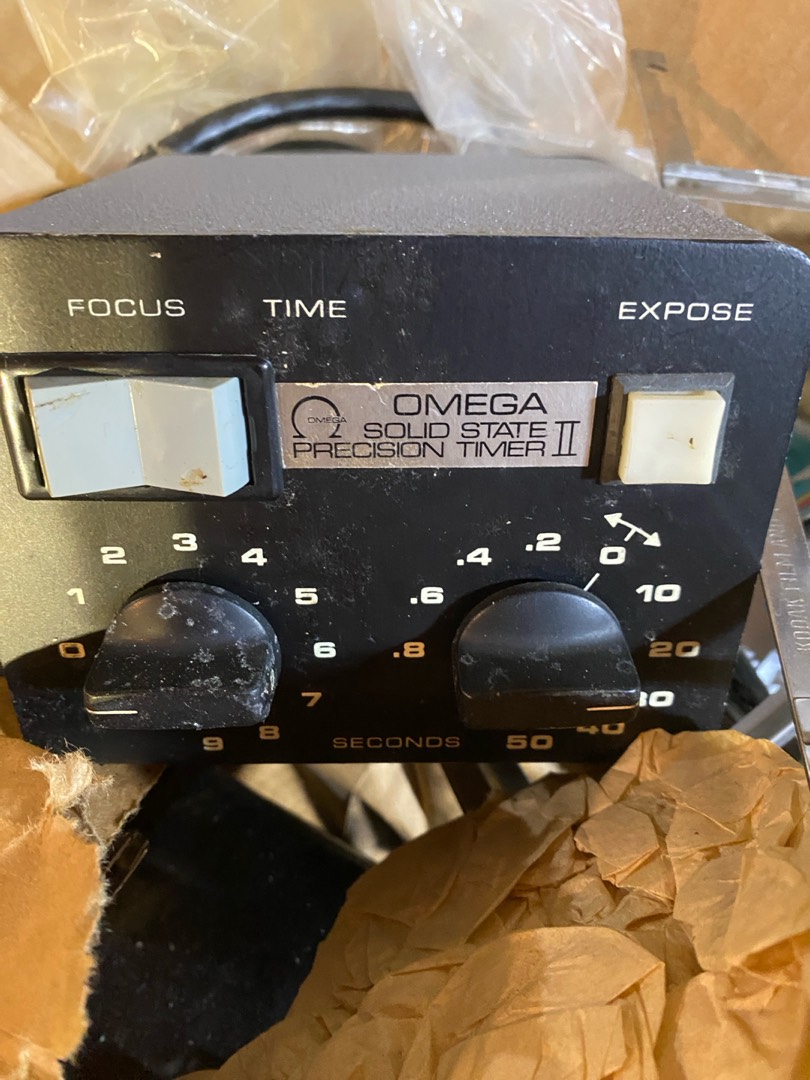 FOCUS TIME EXPOSE
OMEGA
OMEGA
SOLID STATE
PRECISION TIMER II
0 1 2 3 4 5 6 7 8 9
.8 .6 .4 .2 0 10 20 30 40 50
SECONDS